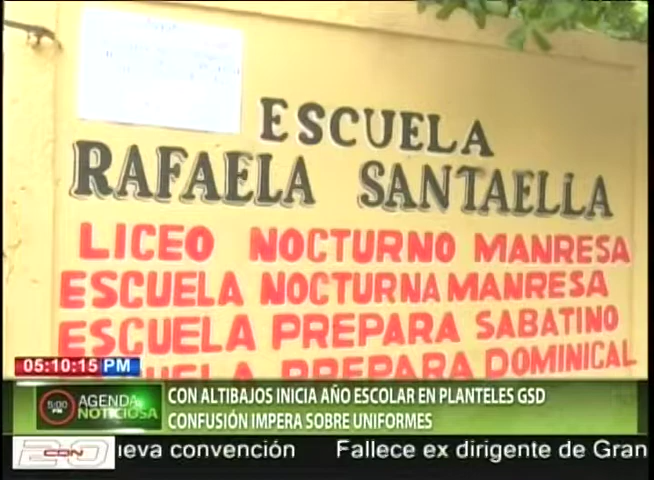 ESCUELA
RAFAELA SANTAELLA
LICEO NOCTURNO MANRESA
ESCUELA NOCTURNA MANRESA
ESCUELA PREPARA SABATINO
ESCUELA PREPARA DOMINICAL
05:10:15 PM
5:00 PM
AGENDA
NOTICIOSA
CON ALTIBAJOS INICIA AÑO ESCOLAR EN PLANTELES GSD
CONFUSIÓN IMPERA SOBRE UNIFORMES
CDN
ueva convención Fallece ex dirigente de Gran